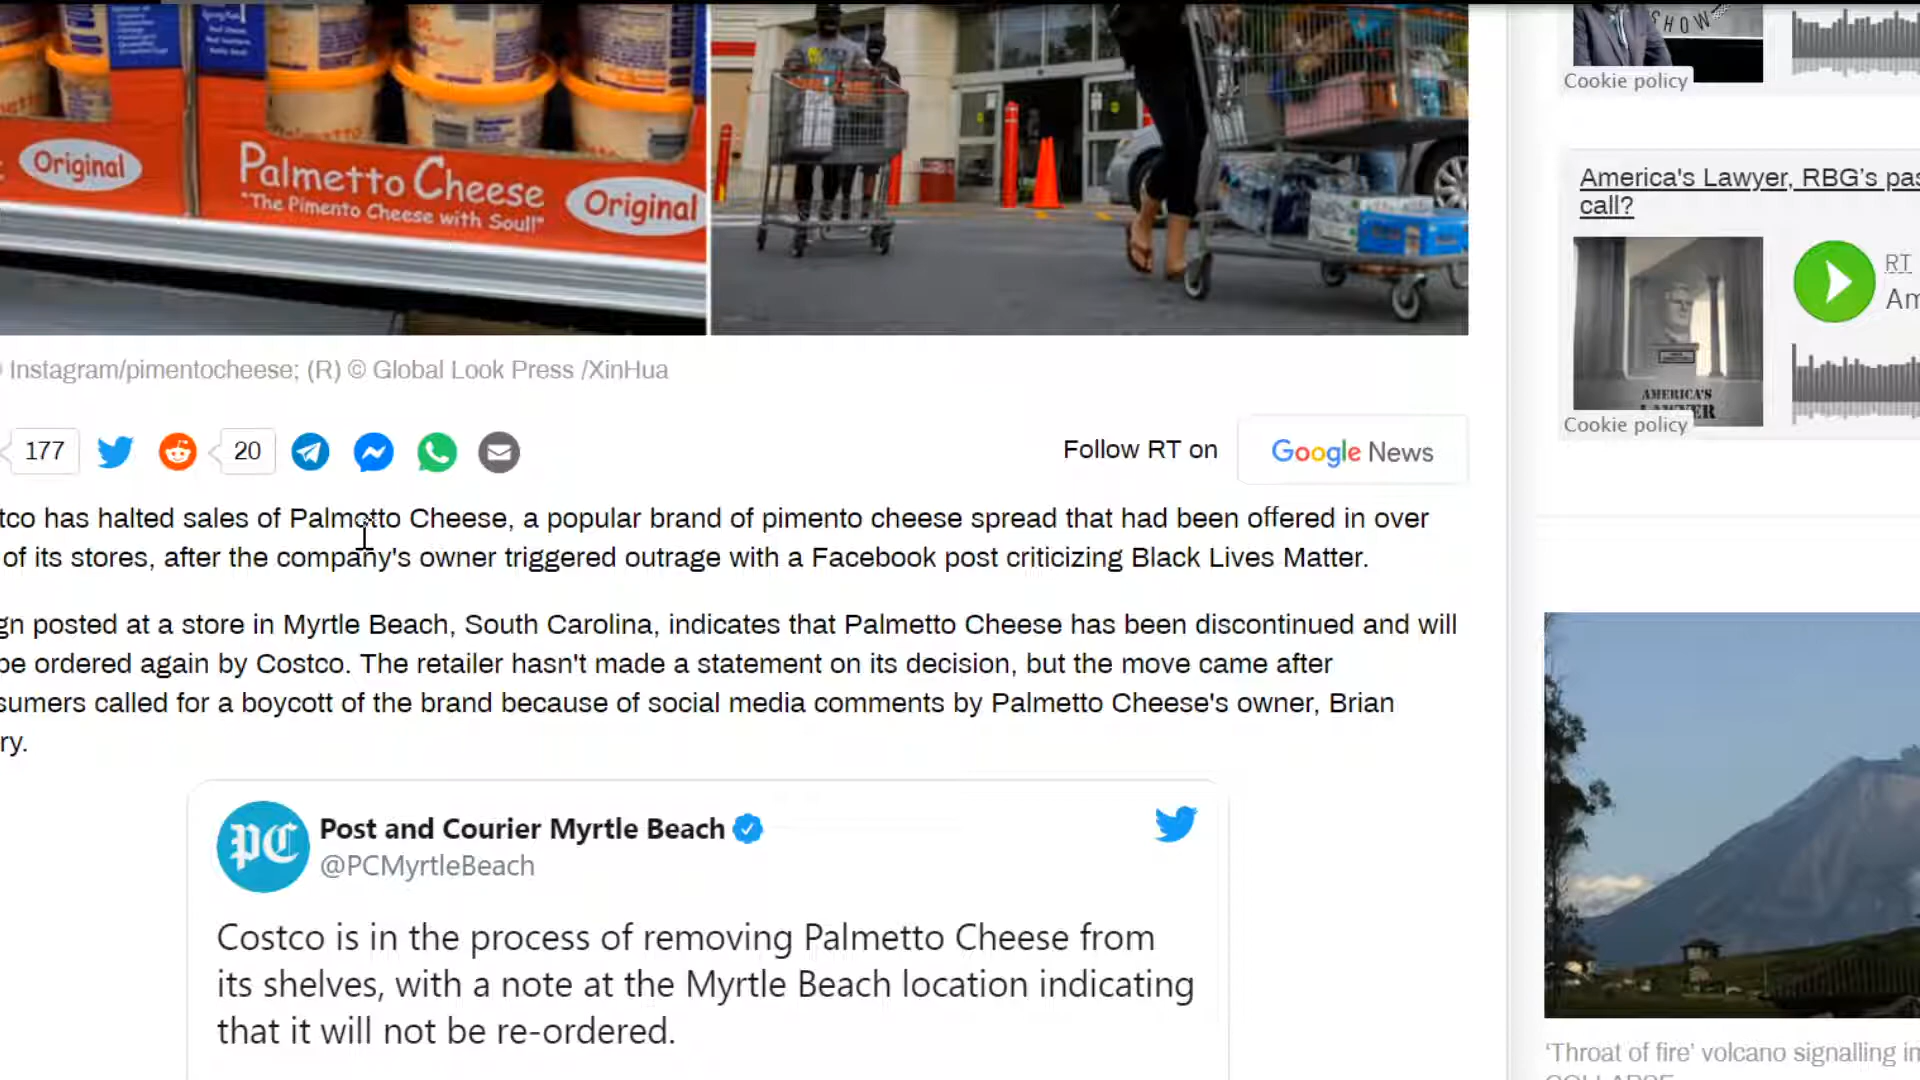 Original
Palmetto Cheese
"The Pimento Cheese with Soul!"
Original
SHOW
Cookie policy
America's Lawyer, RBG's pas
call?
RT
Am
AMERICA'S
LAWYER
Cookie policy
Instagram/pimentocheese; (R) © Global Look Press /XinHua
177
20
Follow RT on
Google News
tco has halted sales of Palmetto Cheese, a popular brand of pimento cheese spread that had been offered in over
of its stores, after the company's owner triggered outrage with a Facebook post criticizing Black Lives Matter.
gn posted at a store in Myrtle Beach, South Carolina, indicates that Palmetto Cheese has been discontinued and will
be ordered again by Costco. The retailer hasn't made a statement on its decision, but the move came after
sumers called for a boycott of the brand because of social media comments by Palmetto Cheese's owner, Brian
ry.
PC
Post and Courier Myrtle Beach
@PCMyrtleBeach
Costco is in the process of removing Palmetto Cheese from
its shelves, with a note at the Myrtle Beach location indicating
that it will not be re-ordered.
'Throat of fire' volcano signalling im